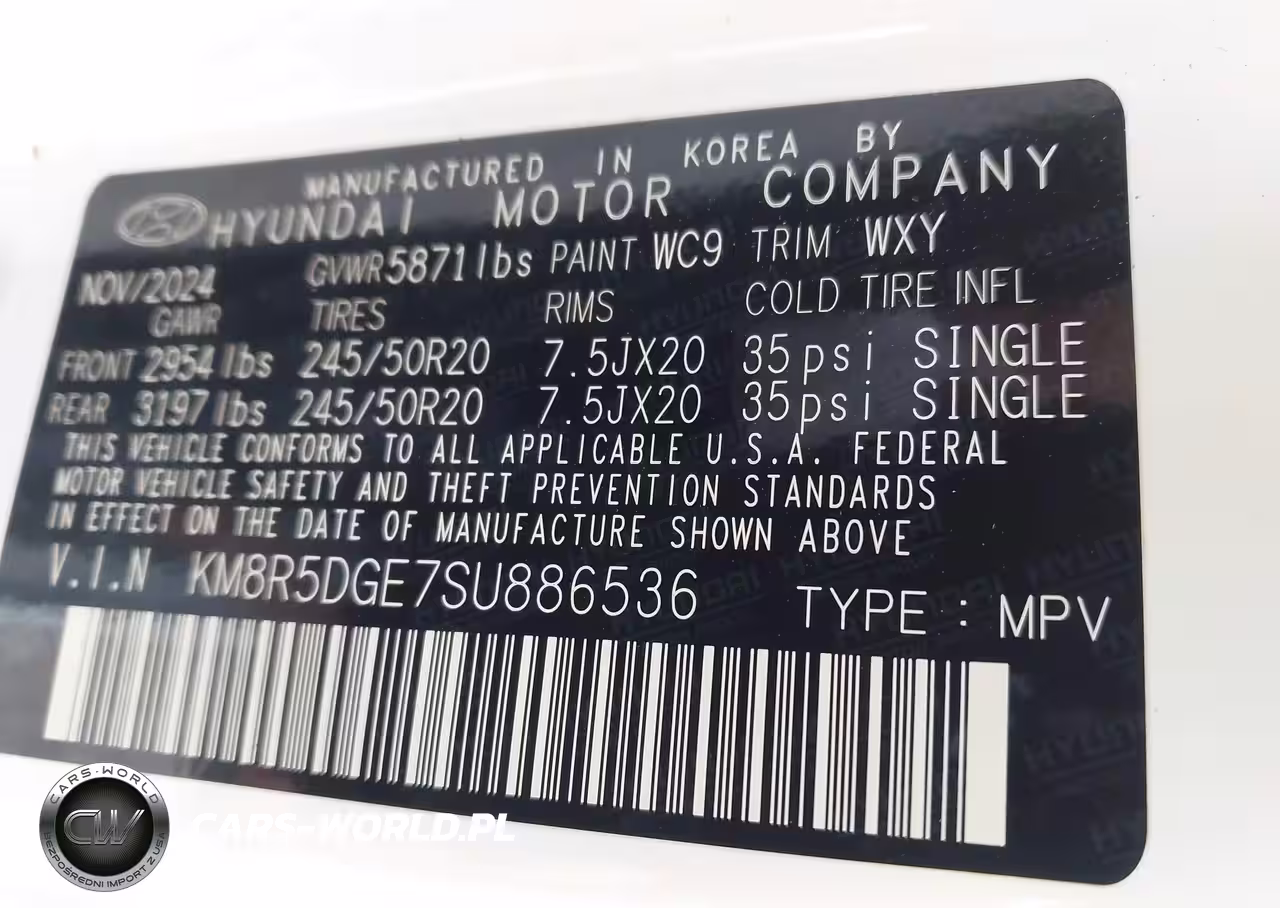 MANUFACTURED IN KOREA BY
HYUNDAI MOTOR COMPANY
NOV/2024 GVWR 5871 lbs PAINT WC9 TRIM WXY
GAWR TIRES RIMS COLD TIRE INFL
FRONT 2954 lbs 245/50R20 7.5JX20 35psi SINGLE
REAR 3197 lbs 245/50R20 7.5JX20 35psi SINGLE
THIS VEHICLE CONFORMS TO ALL APPLICABLE U.S.A. FEDERAL
MOTOR VEHICLE SAFETY AND THEFT PREVENTION STANDARDS
IN EFFECT ON THE DATE OF MANUFACTURE SHOWN ABOVE
V.I.N KM8R5DGE7SU886536 TYPE : MPV
CARS-WORLD
CW
BEZPOŚREDNI IMPORT Z USA
CARS-WORLD.PL